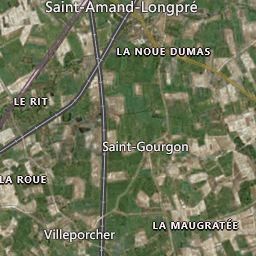 Saint-Amand-Longpré
LA NOUE DUMAS
LE RIT
Saint-Gourgon
LA ROUE
LA MAUGRATÉE
Villeporcher